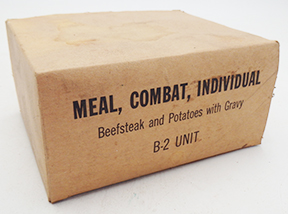 MEAL, COMBAT, INDIVIDUAL
Beefsteak and Potatoes with Gravy
B-2 UNIT